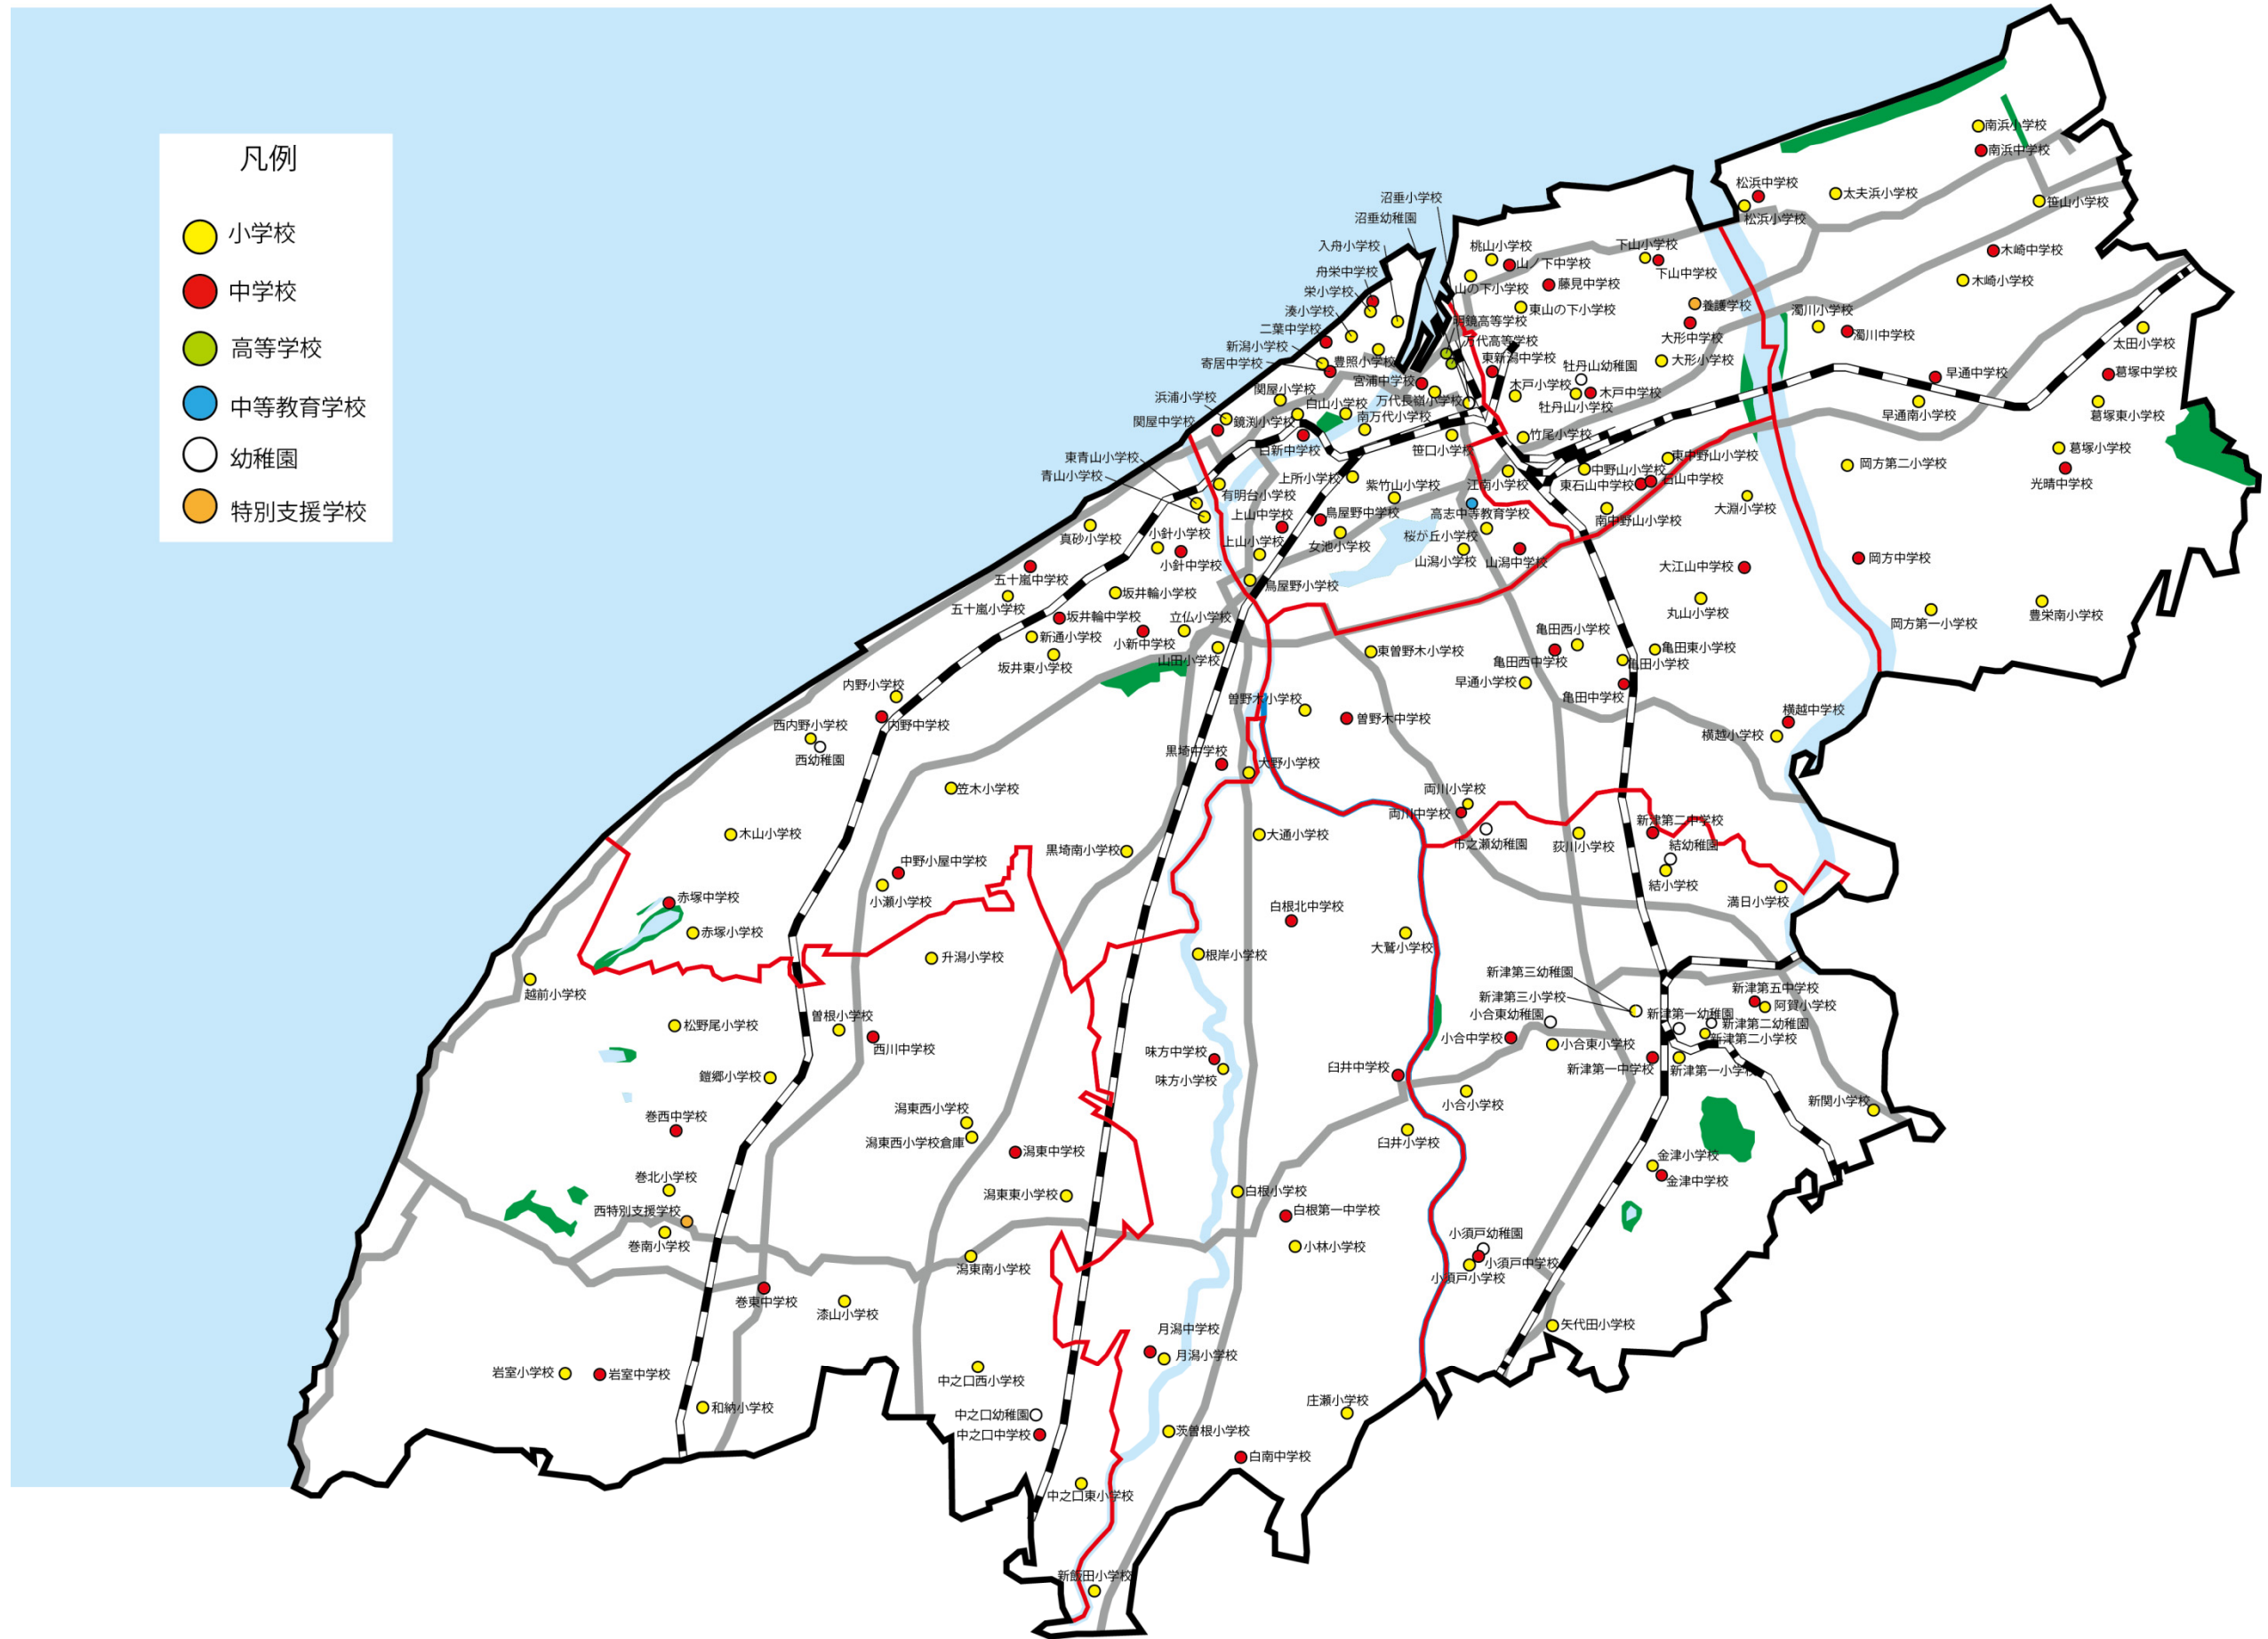 凡例
小学校
中学校
高等学校
中等教育学校
幼稚園
特別支援学校
南浜小学校
南浜中学校
松浜中学校
太夫浜小学校
松浜小学校
笹山小学校
沼垂小学校
沼垂幼稚園
入舟小学校
桃山小学校
下山小学校
木崎中学校
舟栄中学校
山ノ下中学校
下山中学校
木崎小学校
栄小学校
山の下小学校
藤見中学校
湊小学校
東山の下小学校
養護学校
濁川小学校
二葉中学校
明鏡高等学校
大形中学校
濁川中学校
新潟小学校
万代高等学校
太田小学校
寄居中学校
豊照小学校
東新潟中学校
牡丹山幼稚園
大形小学校
早通中学校
葛塚中学校
宮浦中学校
木戸小学校
木戸中学校
浜浦小学校
関屋小学校
白山小学校
万代長嶺小学校
牡丹山小学校
早通南小学校
葛塚東小学校
関屋中学校
鏡渕小学校
南万代小学校
白新中学校
笹口小学校
竹尾小学校
葛塚小学校
東青山小学校
東中野山小学校
岡方第二小学校
青山小学校
上所小学校
紫竹山小学校
江南小学校
中野山小学校
石山中学校
東石山中学校
光晴中学校
有明台小学校
大淵小学校
上山中学校
鳥屋野中学校
高志中等教育学校
南中野山小学校
真砂小学校
小針小学校
上山小学校
女池小学校
桜が丘小学校
小針中学校
山潟小学校
山潟中学校
大江山中学校
岡方中学校
五十嵐中学校
鳥屋野小学校
五十嵐小学校
坂井輪小学校
丸山小学校
岡方第一小学校
豊栄南小学校
坂井輪中学校
立仏小学校
新通小学校
小新中学校
亀田西小学校
坂井東小学校
山田小学校
東曽野木小学校
亀田西中学校
亀田東小学校
亀田小学校
内野小学校
早通小学校
亀田中学校
曽野木小学校
西内野小学校
内野中学校
曽野木中学校
横越中学校
横越小学校
西幼稚園
黒埼中学校
大野小学校
笠木小学校
両川小学校
両川中学校
木山小学校
大通小学校
新津第二中学校
市之瀬幼稚園
荻川小学校
結幼稚園
黒埼南小学校
中野小屋中学校
結小学校
小瀬小学校
満日小学校
赤塚中学校
白根北中学校
赤塚小学校
大鷲小学校
升潟小学校
根岸小学校
新津第三幼稚園
越前小学校
新津第三小学校
新津第五中学校
阿賀小学校
松野尾小学校
曽根小学校
小合東幼稚園
新津第一幼稚園
新津第二幼稚園
西川中学校
小合中学校
小合東小学校
新津第二小学校
味方中学校
臼井中学校
新津第一中学校
新津第一小学校
鎧郷小学校
味方小学校
巻西中学校
潟東西小学校
小合小学校
新関小学校
潟東西小学校倉庫
臼井小学校
潟東中学校
金津小学校
巻北小学校
潟東東小学校
白根小学校
金津中学校
西特別支援学校
白根第一中学校
巻南小学校
小林小学校
小須戸幼稚園
潟東南小学校
小須戸中学校
小須戸小学校
巻東中学校
漆山小学校
月潟中学校
矢代田小学校
月潟小学校
岩室小学校
岩室中学校
中之口西小学校
和納小学校
中之口幼稚園
庄瀬小学校
中之口中学校
茨曽根小学校
白南中学校
中之口東小学校
新飯田小学校